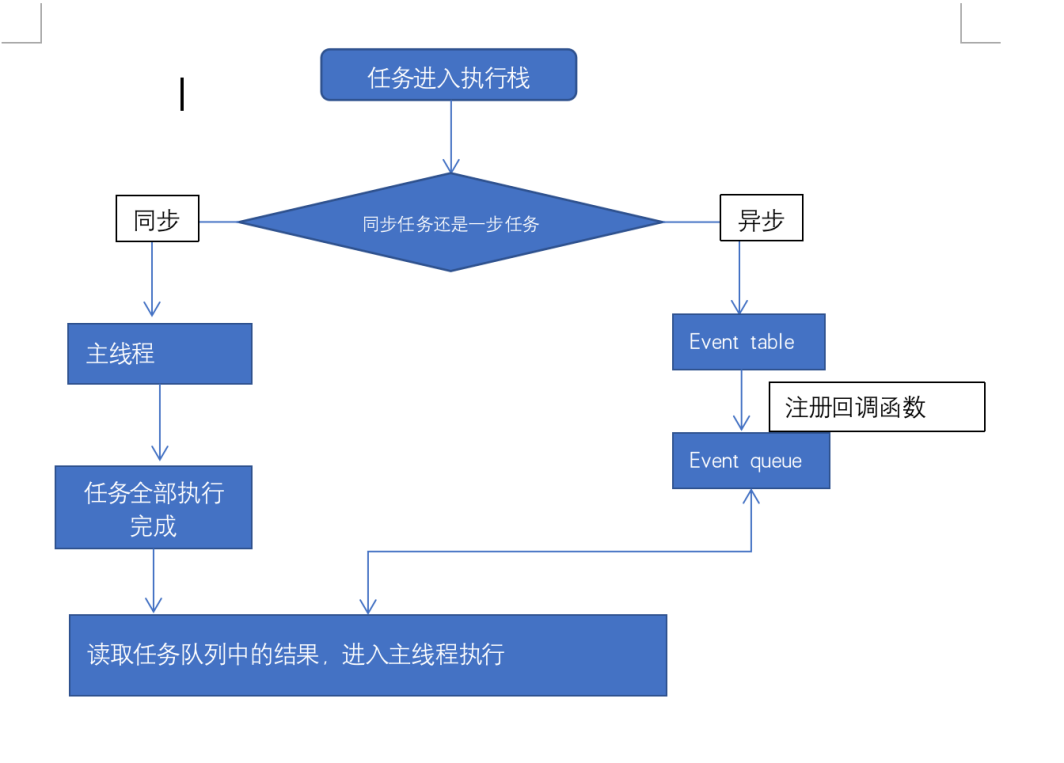 任务进入执行栈
同步
同步任务还是一步任务
异步
主线程
Event table
注册回调函数
Event queue
任务全部执行
完成
读取任务队列中的结果，进入主线程执行